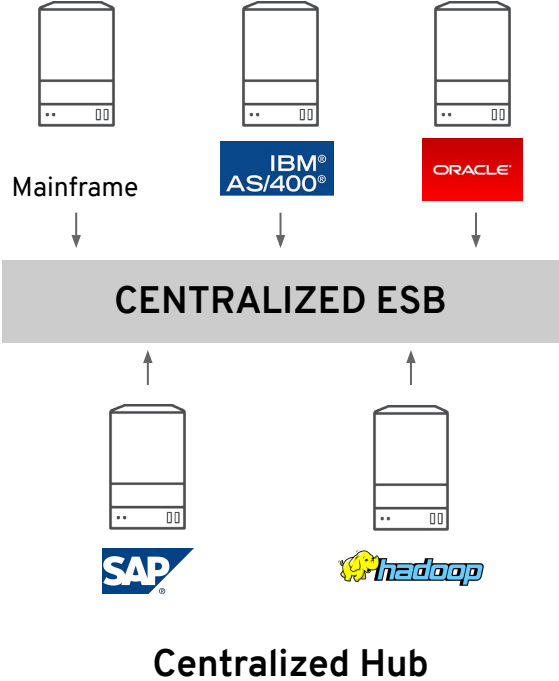 Mainframe
IBM®
AS/400®
ORACLE®
CENTRALIZED ESB
SAP®
hadoop
Centralized Hub